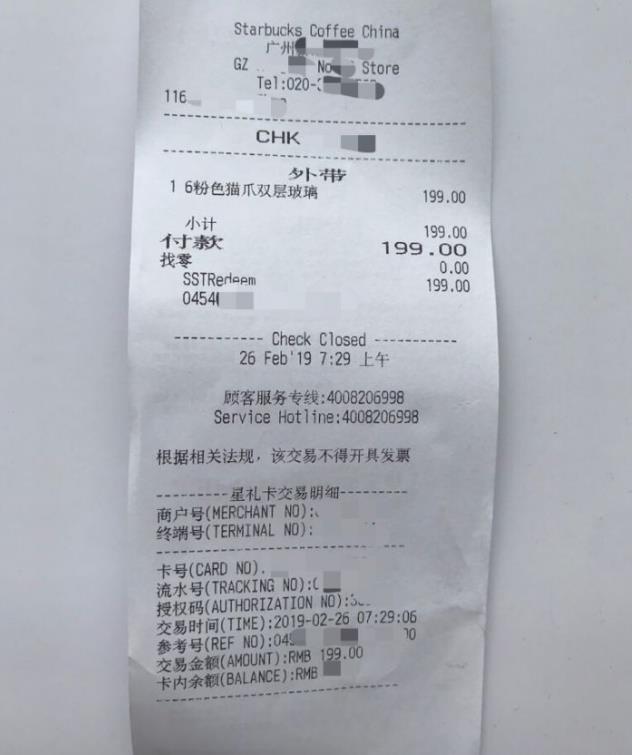 Starbucks Coffee China
广州
GZ No Store
Tel:020-
116
CHK
外带
1 6粉色猫爪双层玻璃 199.00
小计 199.00
付款 199.00
找零 0.00
SSTRedeem 199.00
0454
---------- Check Closed -----------
26 Feb'19 7:29 上午
顾客服务专线:4008206998
Service Hotline:4008206998
根据相关法规，该交易不得开具发票
----------星礼卡交易明细---------
商户号(MERCHANT NO):
终端号(TERMINAL NO):
卡号(CARD NO).
流水号(TRACKING NO):
授权码(AUTHORIZATION NO):
交易时间(TIME):2019-02-26 07:29:06
参考号(REF NO):04
交易金额(AMOUNT):RMB 199.00
卡内余额(BALANCE):RMB